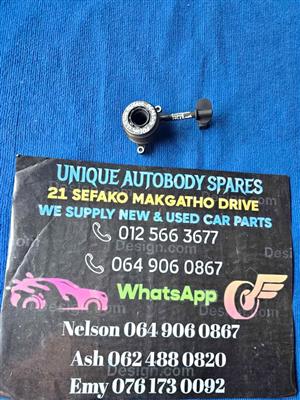 UNIQUE AUTOBODY SPARES
21 SEFAKO MAKGATHO DRIVE
WE SUPPLY NEW & USED CAR PARTS
012 566 3677
064 906 0867
WhatsApp
Nelson 064 906 0867
Ash 062 488 0820
Emy 076 173 0092